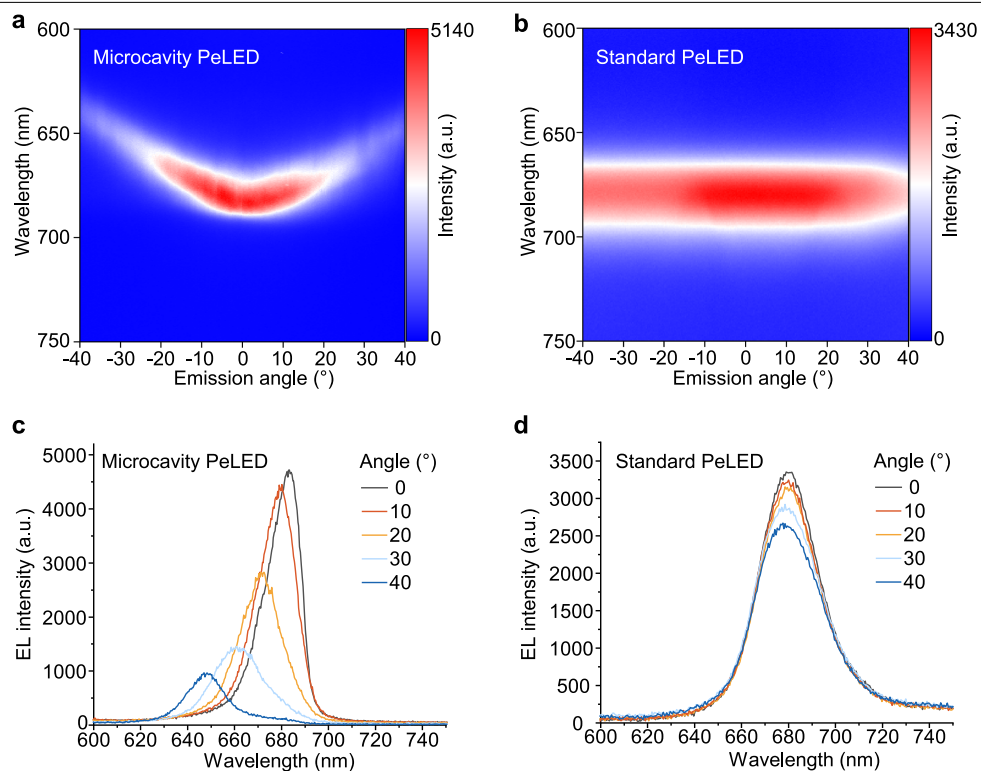 a
Microcavity PeLED
600
650
700
750
Wavelength (nm)
-40 -30 -20 -10 0 10 20 30 40
Emission angle (°)
5140
0
Intensity (a.u.)
b
Standard PeLED
600
650
700
750
Wavelength (nm)
-40 -30 -20 -10 0 10 20 30 40
Emission angle (°)
3430
0
Intensity (a.u.)
c
Microcavity PeLED
Angle (°)
0
10
20
30
40
5000
4000
3000
2000
1000
0
EL intensity (a.u.)
600 620 640 660 680 700 720 740
Wavelength (nm)
d
Standard PeLED
Angle (°)
0
10
20
30
40
3500
3000
2500
2000
1500
1000
500
0
EL intensity (a.u.)
600 620 640 660 680 700 720 740
Wavelength (nm)